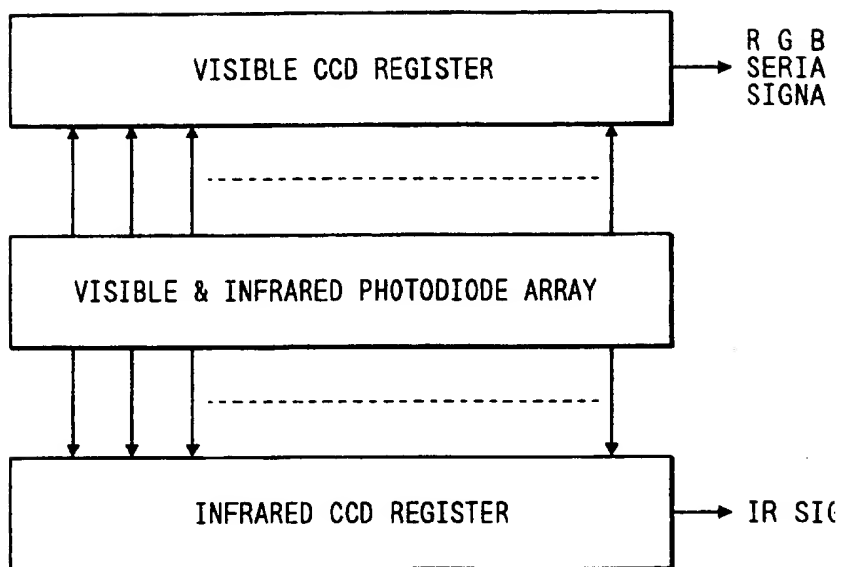 VISIBLE CCD REGISTER
R G B
SERIA
SIGNA
VISIBLE & INFRARED PHOTODIODE ARRAY
INFRARED CCD REGISTER
IR SI